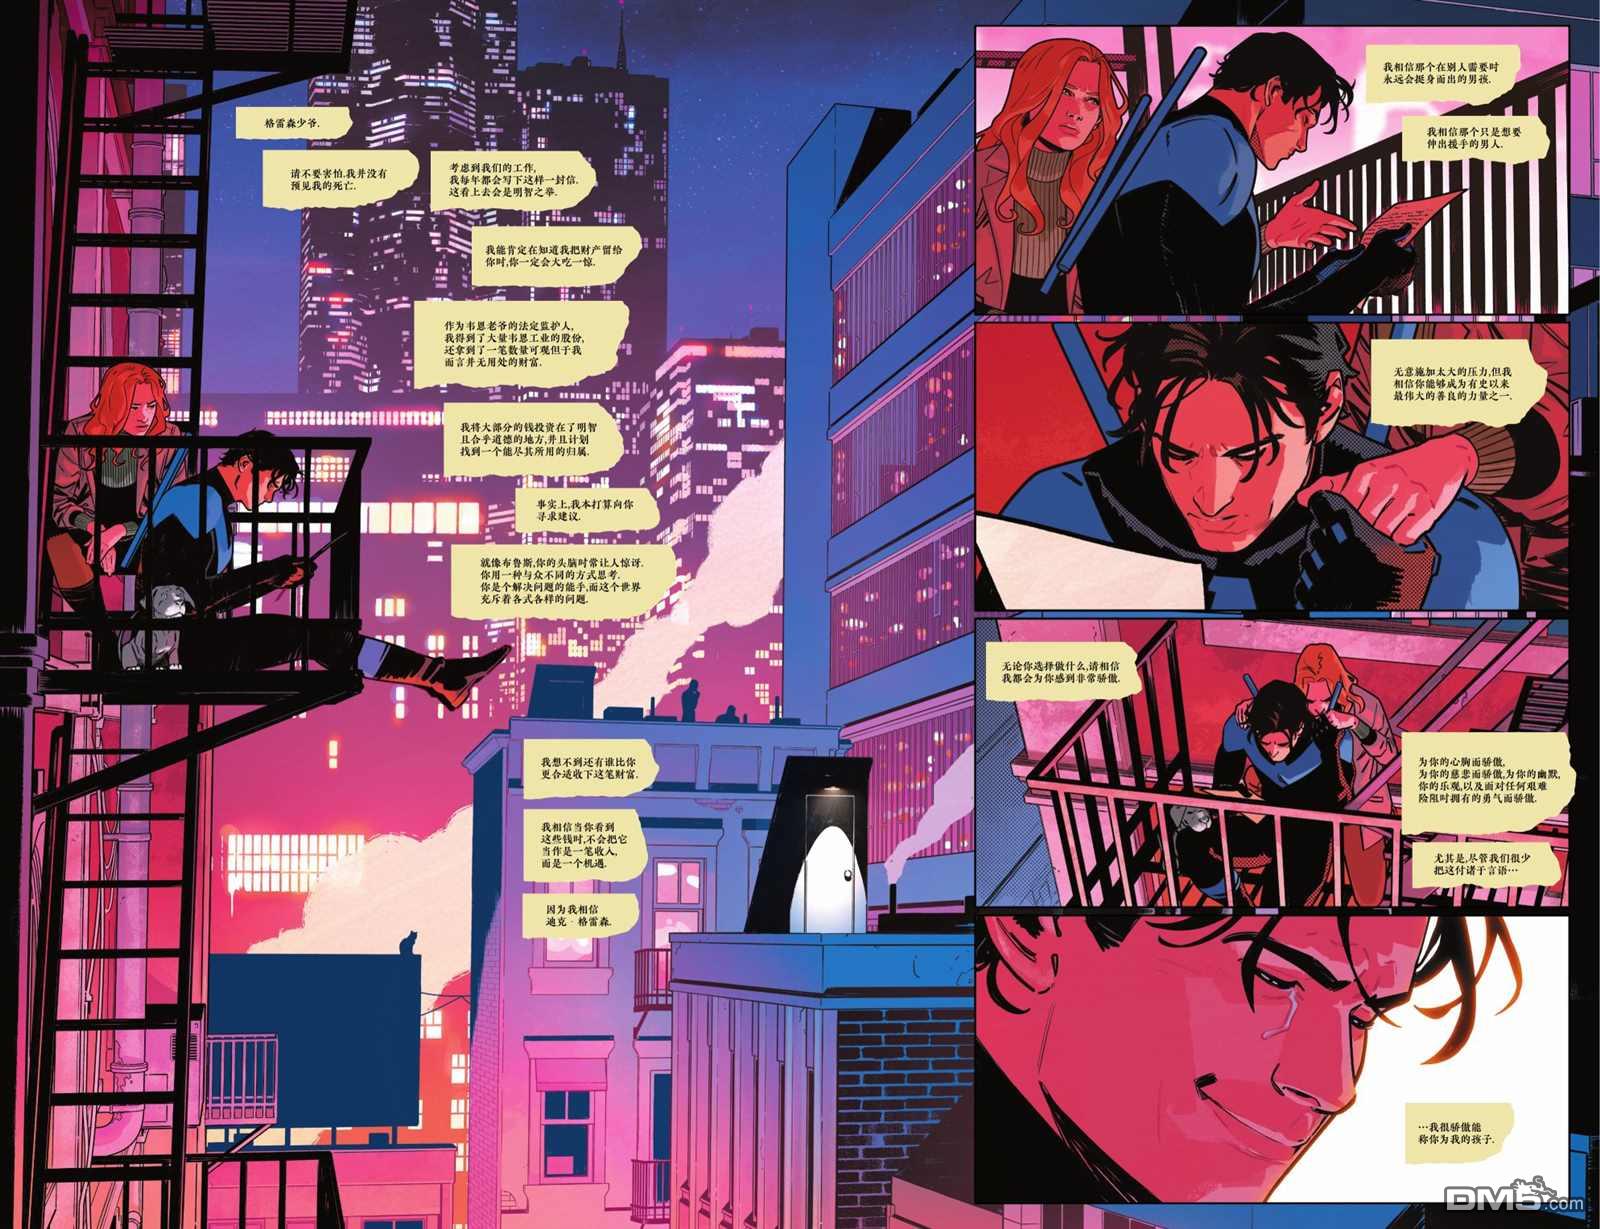 格雷森少爷.
请不要害怕.我并没有
预见我的死亡.
考虑到我们的工作,
我每年都会写下这样一封信.
这看上去会是明智之举.
我能肯定在知道我把财产留给
你时,你一定会大吃一惊.
作为韦恩老爷的法定监护人,
我得到了大量韦恩工业的股份,
还拿到了一笔数量可观但于我
而言并无用处的财富.
我将大部分的钱投资在了明智
且合乎道德的地方,并且计划
找到一个能尽其所用的归属.
事实上,我本打算向你
寻求建议.
就像布鲁斯,你的头脑时常让人惊讶.
你用一种与众不同的方式思考.
你是个解决问题的能手,而这个世界
充斥着各式各样的问题.
我想不到还有谁比你
更合适收下这笔财富.
我相信当你看到
这些钱时,不会把它
当作是一笔收入,
而是一个机遇.
因为我相信
迪克·格雷森.
我相信那个在别人需要时
永远会挺身而出的男孩.
我相信那个只是想要
伸出援手的男人.
无意施加太大的压力,但我
相信你能够成为有史以来
最伟大的善良的力量之一.
无论你选择做什么,请相信
我都会为你感到非常骄傲.
为你的心胸而骄傲,
为你的慈悲而骄傲,为你的幽默,
你的乐观,以及面对任何艰难
险阻时拥有的勇气而骄傲.
尤其是,尽管我们很少
把这付诸于言语…
…我很骄傲能
称你为我的孩子.
DM5.com